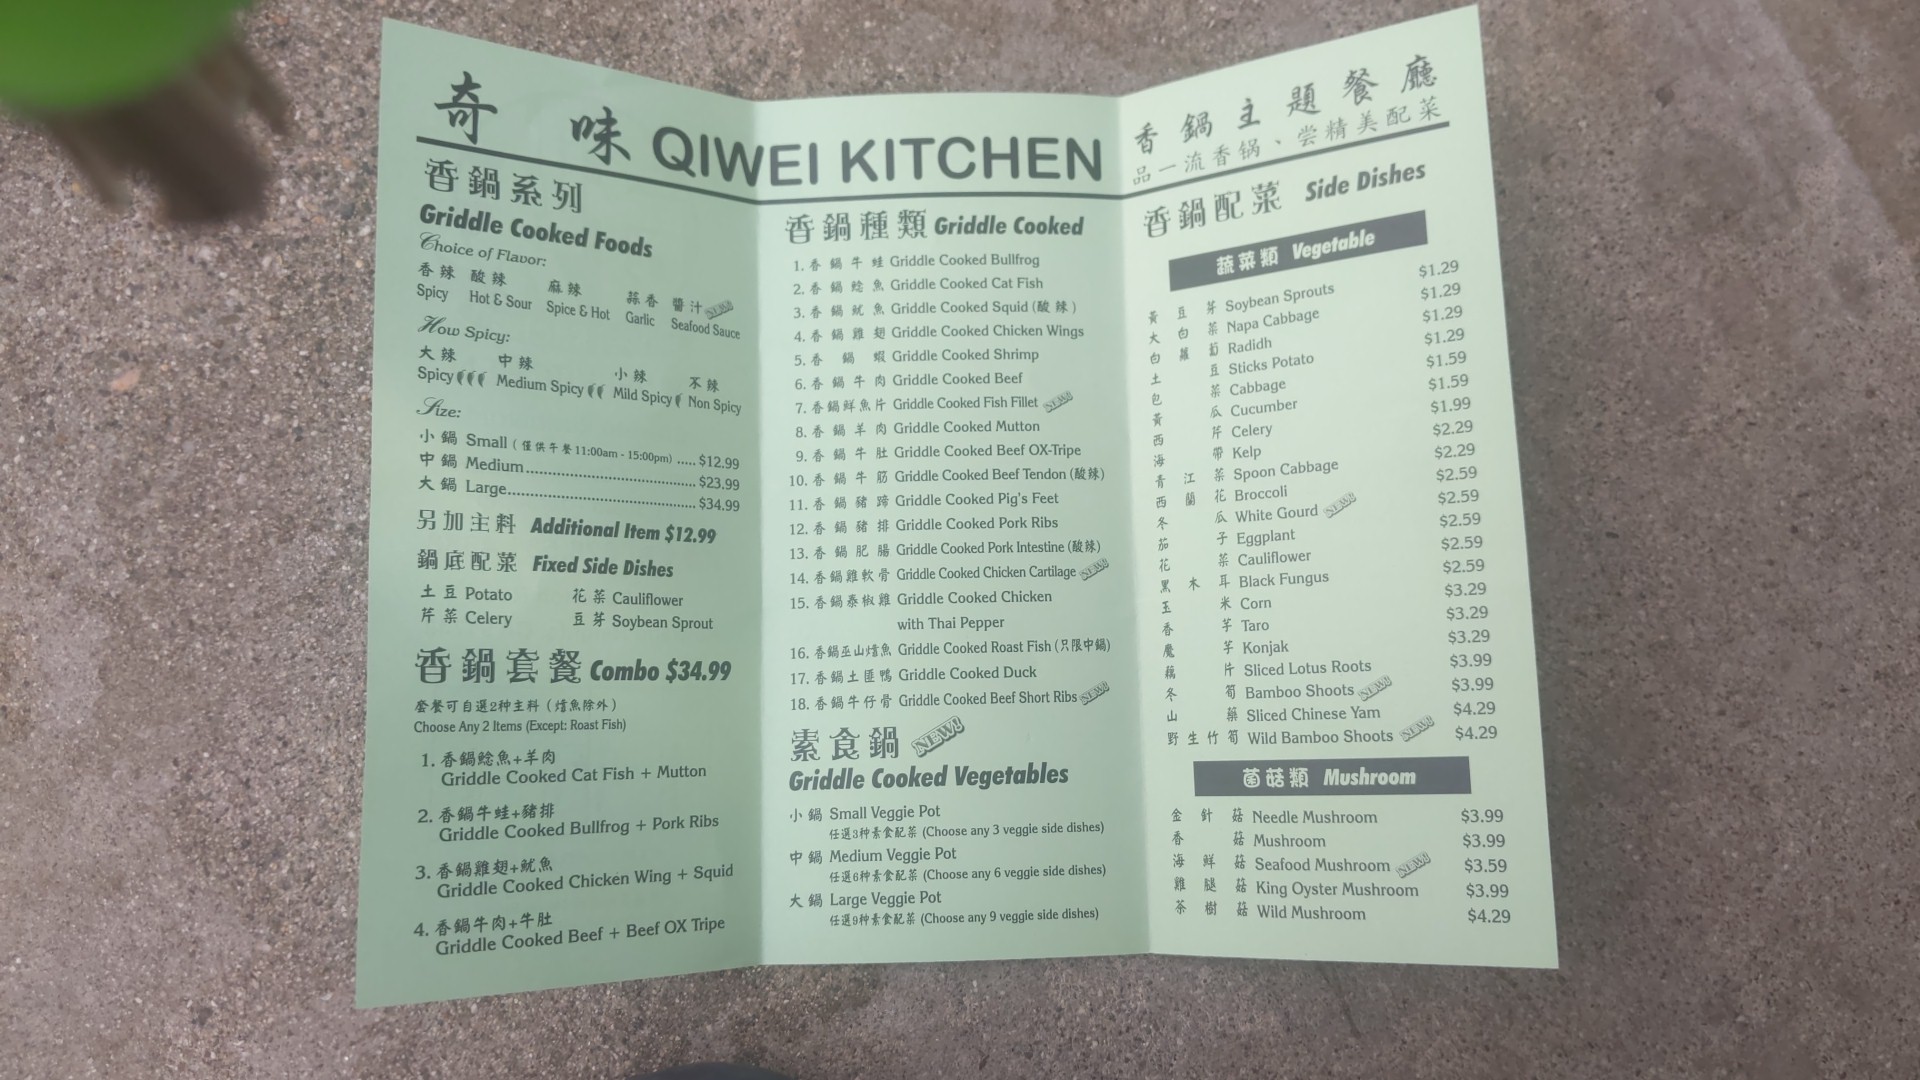 奇味 QIWEI KITCHEN
香鍋主題餐廳
品一流香锅、尝精美配菜
香鍋系列
Griddle Cooked Foods
Choice of Flavor:
香辣 酸辣 麻辣 蒜香 醬汁
Spicy Hot & Sour Spice & Hot Garlic Seafood Sauce NEW!
How Spicy:
大辣 中辣 小辣 不辣
Spicy Medium Spicy Mild Spicy Non Spicy
Size:
小鍋 Small (僅供午餐 11:00am - 15:00pm) ..... $12.99
中鍋 Medium.......................................... $23.99
大鍋 Large............................................. $34.99
另加主料 Additional Item $12.99
鍋底配菜 Fixed Side Dishes
土豆 Potato 花菜 Cauliflower
芹菜 Celery 豆芽 Soybean Sprout
香鍋套餐 Combo $34.99
套餐可自選2种主料（燴魚除外）
Choose Any 2 Items (Except: Roast Fish)
1. 香鍋鯰魚+羊肉
Griddle Cooked Cat Fish + Mutton
2. 香鍋牛蛙+豬排
Griddle Cooked Bullfrog + Pork Ribs
3. 香鍋雞翅+魷魚
Griddle Cooked Chicken Wing + Squid
4. 香鍋牛肉+牛肚
Griddle Cooked Beef + Beef OX Tripe
香鍋種類 Griddle Cooked
1. 香鍋牛蛙 Griddle Cooked Bullfrog
2. 香鍋鯰魚 Griddle Cooked Cat Fish
3. 香鍋魷魚 Griddle Cooked Squid (酸辣)
4. 香鍋雞翅 Griddle Cooked Chicken Wings
5. 香鍋蝦 Griddle Cooked Shrimp
6. 香鍋牛肉 Griddle Cooked Beef
7. 香鍋鮮魚片 Griddle Cooked Fish Fillet NEW!
8. 香鍋羊肉 Griddle Cooked Mutton
9. 香鍋牛肚 Griddle Cooked Beef OX-Tripe
10. 香鍋牛筋 Griddle Cooked Beef Tendon (酸辣)
11. 香鍋豬蹄 Griddle Cooked Pig's Feet
12. 香鍋豬排 Griddle Cooked Pork Ribs
13. 香鍋肥腸 Griddle Cooked Pork Intestine (酸辣)
14. 香鍋雞軟骨 Griddle Cooked Chicken Cartilage NEW!
15. 香鍋泰椒雞 Griddle Cooked Chicken
with Thai Pepper
16. 香鍋巫山燴魚 Griddle Cooked Roast Fish (只限中鍋)
17. 香鍋土匪鴨 Griddle Cooked Duck
18. 香鍋牛仔骨 Griddle Cooked Beef Short Ribs NEW!
素食鍋 NEW!
Griddle Cooked Vegetables
小鍋 Small Veggie Pot
任選3种素食配菜 (Choose any 3 veggie side dishes)
中鍋 Medium Veggie Pot
任選6种素食配菜 (Choose any 6 veggie side dishes)
大鍋 Large Veggie Pot
任選9种素食配菜 (Choose any 9 veggie side dishes)
香鍋配菜 Side Dishes
蔬菜類 Vegetable
黃豆芽 Soybean Sprouts $1.29
大白菜 Napa Cabbage $1.29
白蘿蔔 Radidh $1.29
土豆 Sticks Potato $1.29
包菜 Cabbage $1.59
黃瓜 Cucumber $1.59
西芹 Celery $1.99
海帶 Kelp $2.29
青江菜 Spoon Cabbage $2.29
西蘭花 Broccoli $2.59
冬瓜 White Gourd NEW! $2.59
茄子 Eggplant $2.59
花菜 Cauliflower $2.59
黑木耳 Black Fungus $2.59
玉米 Corn $3.29
香芋 Taro $3.29
魔芋 Konjak $3.29
藕片 Sliced Lotus Roots $3.99
冬筍 Bamboo Shoots NEW! $3.99
山藥 Sliced Chinese Yam $4.29
野生竹筍 Wild Bamboo Shoots NEW! $4.29
菌菇類 Mushroom
金針菇 Needle Mushroom $3.99
香菇 Mushroom $3.99
海鮮菇 Seafood Mushroom NEW! $3.59
雞腿菇 King Oyster Mushroom $3.99
茶樹菇 Wild Mushroom $4.29